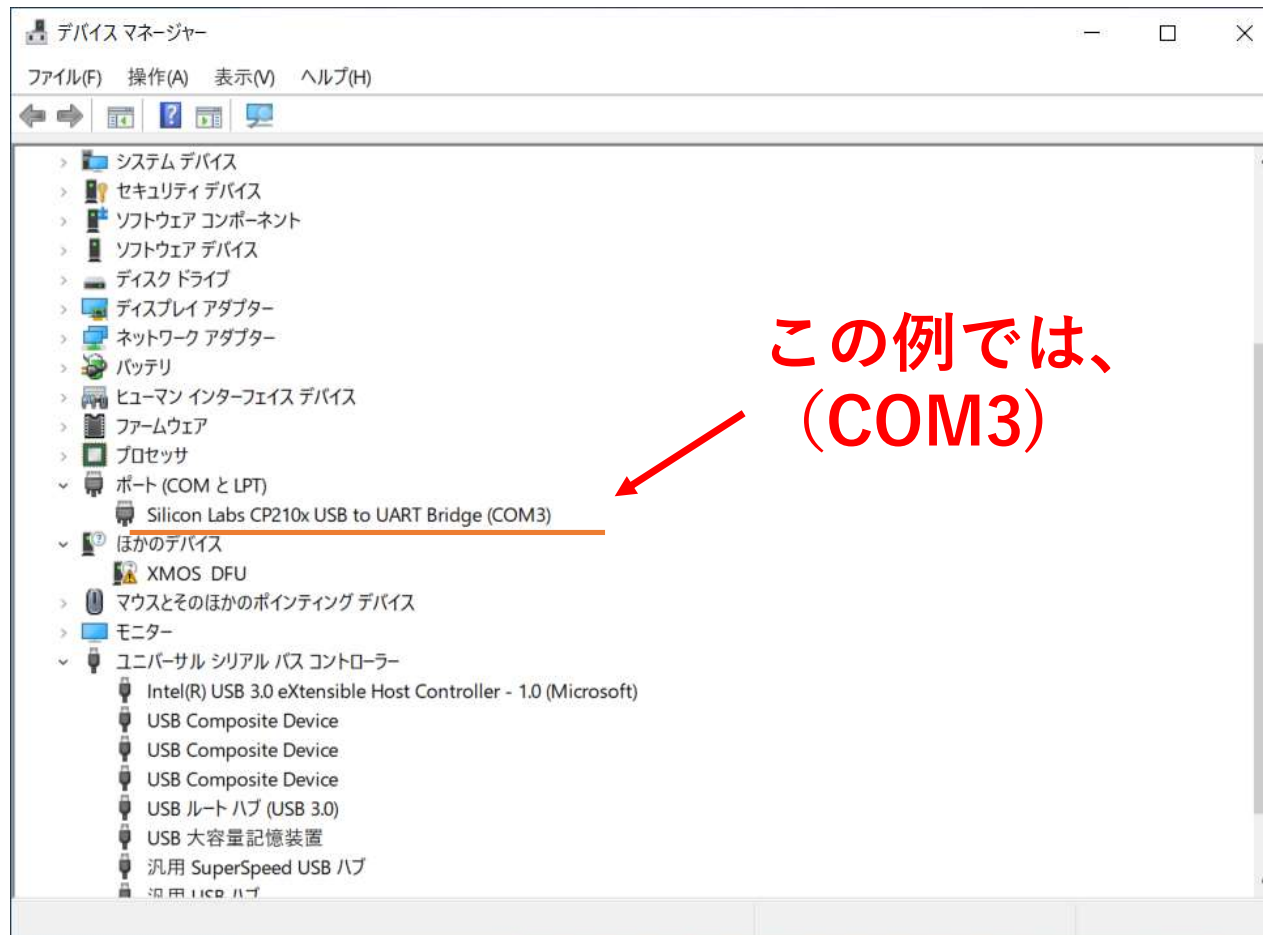 デバイス マネージャー
ファイル(F) 操作(A) 表示(V) ヘルプ(H)
システム デバイス
セキュリティ デバイス
ソフトウェア コンポーネント
ソフトウェア デバイス
ディスク ドライブ
ディスプレイ アダプター
ネットワーク アダプター
バッテリ
ヒューマン インターフェイス デバイス
ファームウェア
プロセッサ
ポート (COM と LPT)
Silicon Labs CP210x USB to UART Bridge (COM3)
ほかのデバイス
XMOS DFU
マウスとそのほかのポインティング デバイス
モニター
ユニバーサル シリアル バス コントローラー
Intel(R) USB 3.0 eXtensible Host Controller - 1.0 (Microsoft)
USB Composite Device
USB Composite Device
USB Composite Device
USB ルート ハブ (USB 3.0)
USB 大容量記憶装置
汎用 SuperSpeed USB ハブ
汎用 USB ハブ
この例では、
（COM3）